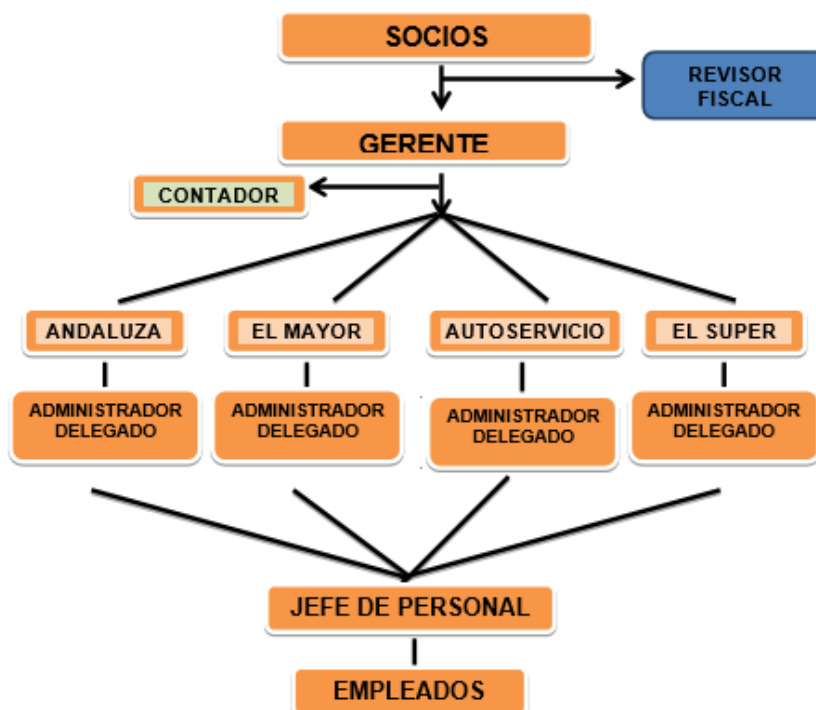 SOCIOS
REVISOR
FISCAL
GERENTE
CONTADOR
ANDALUZA
EL MAYOR
AUTOSERVICIO
EL SUPER
ADMINISTRADOR
DELEGADO
ADMINISTRADOR
DELEGADO
ADMINISTRADOR
DELEGADO
ADMINISTRADOR
DELEGADO
JEFE DE PERSONAL
EMPLEADOS